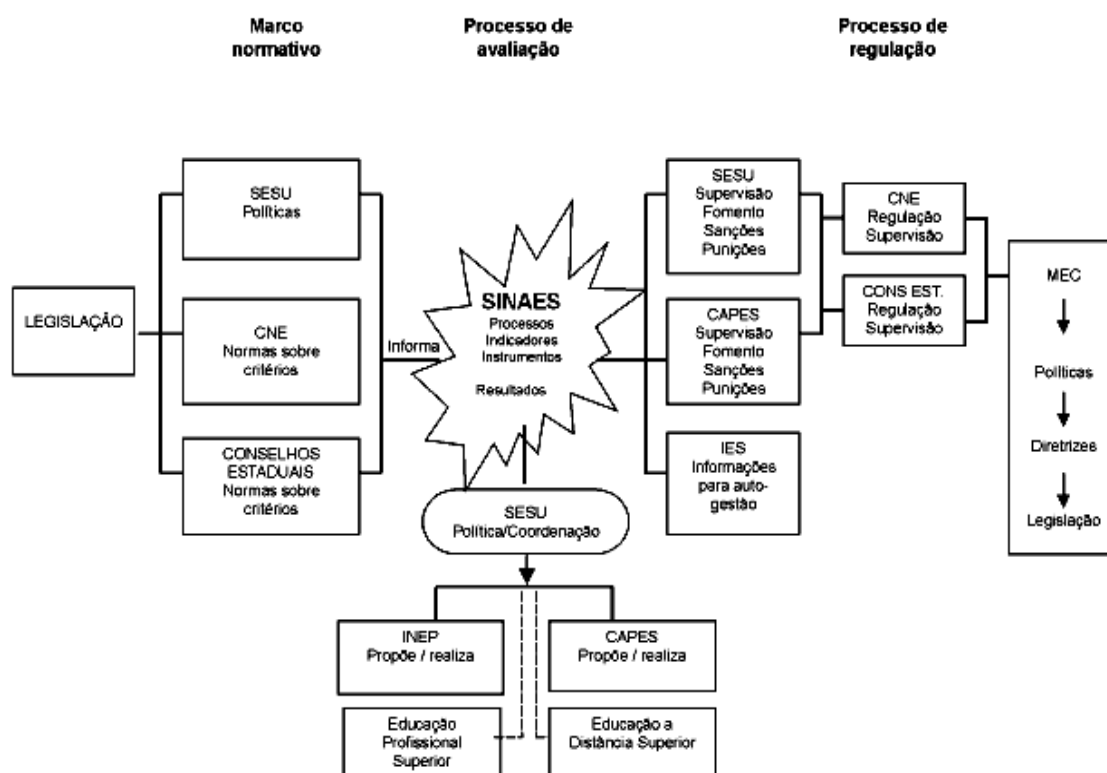 Marco
normativo
Processo de
avaliação
Processo de
regulação
LEGISLAÇÃO
SESU
Políticas
CNE
Normas sobre
critérios
CONSELHOS
ESTADUAIS
Normas sobre
critérios
Informa
SINAES
Processos
Indicadores
Instrumentos
Resultados
SESU
Política/Coordenação
INEP
Propõe / realiza
CAPES
Propõe / realiza
Educação
Profissional
Superior
Educação a
Distância Superior
SESU
Supervisão
Fomento
Sanções
Punições
CAPES
Supervisão
Fomento
Sanções
Punições
IES
Informações
para auto-
gestão
CNE
Regulação
Supervisão
CONS EST.
Regulação
Supervisão
MEC
Políticas
Diretrizes
Legislação